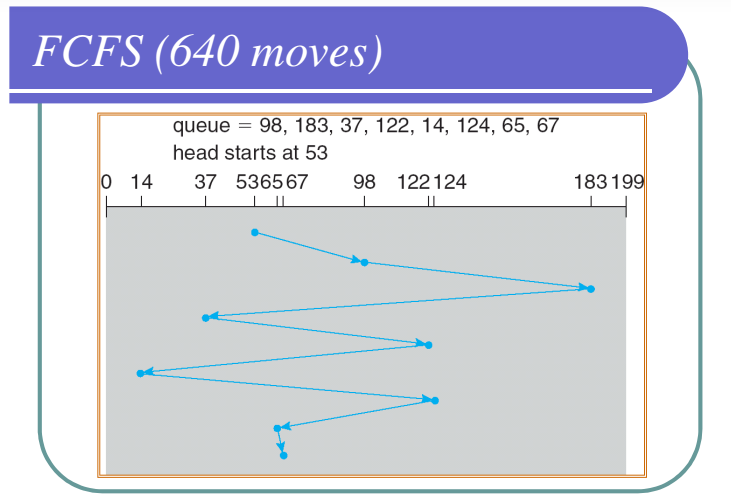 FCFS (640 moves)
queue = 98, 183, 37, 122, 14, 124, 65, 67
head starts at 53
0 14 37 53 65 67 98 122 124 183 199